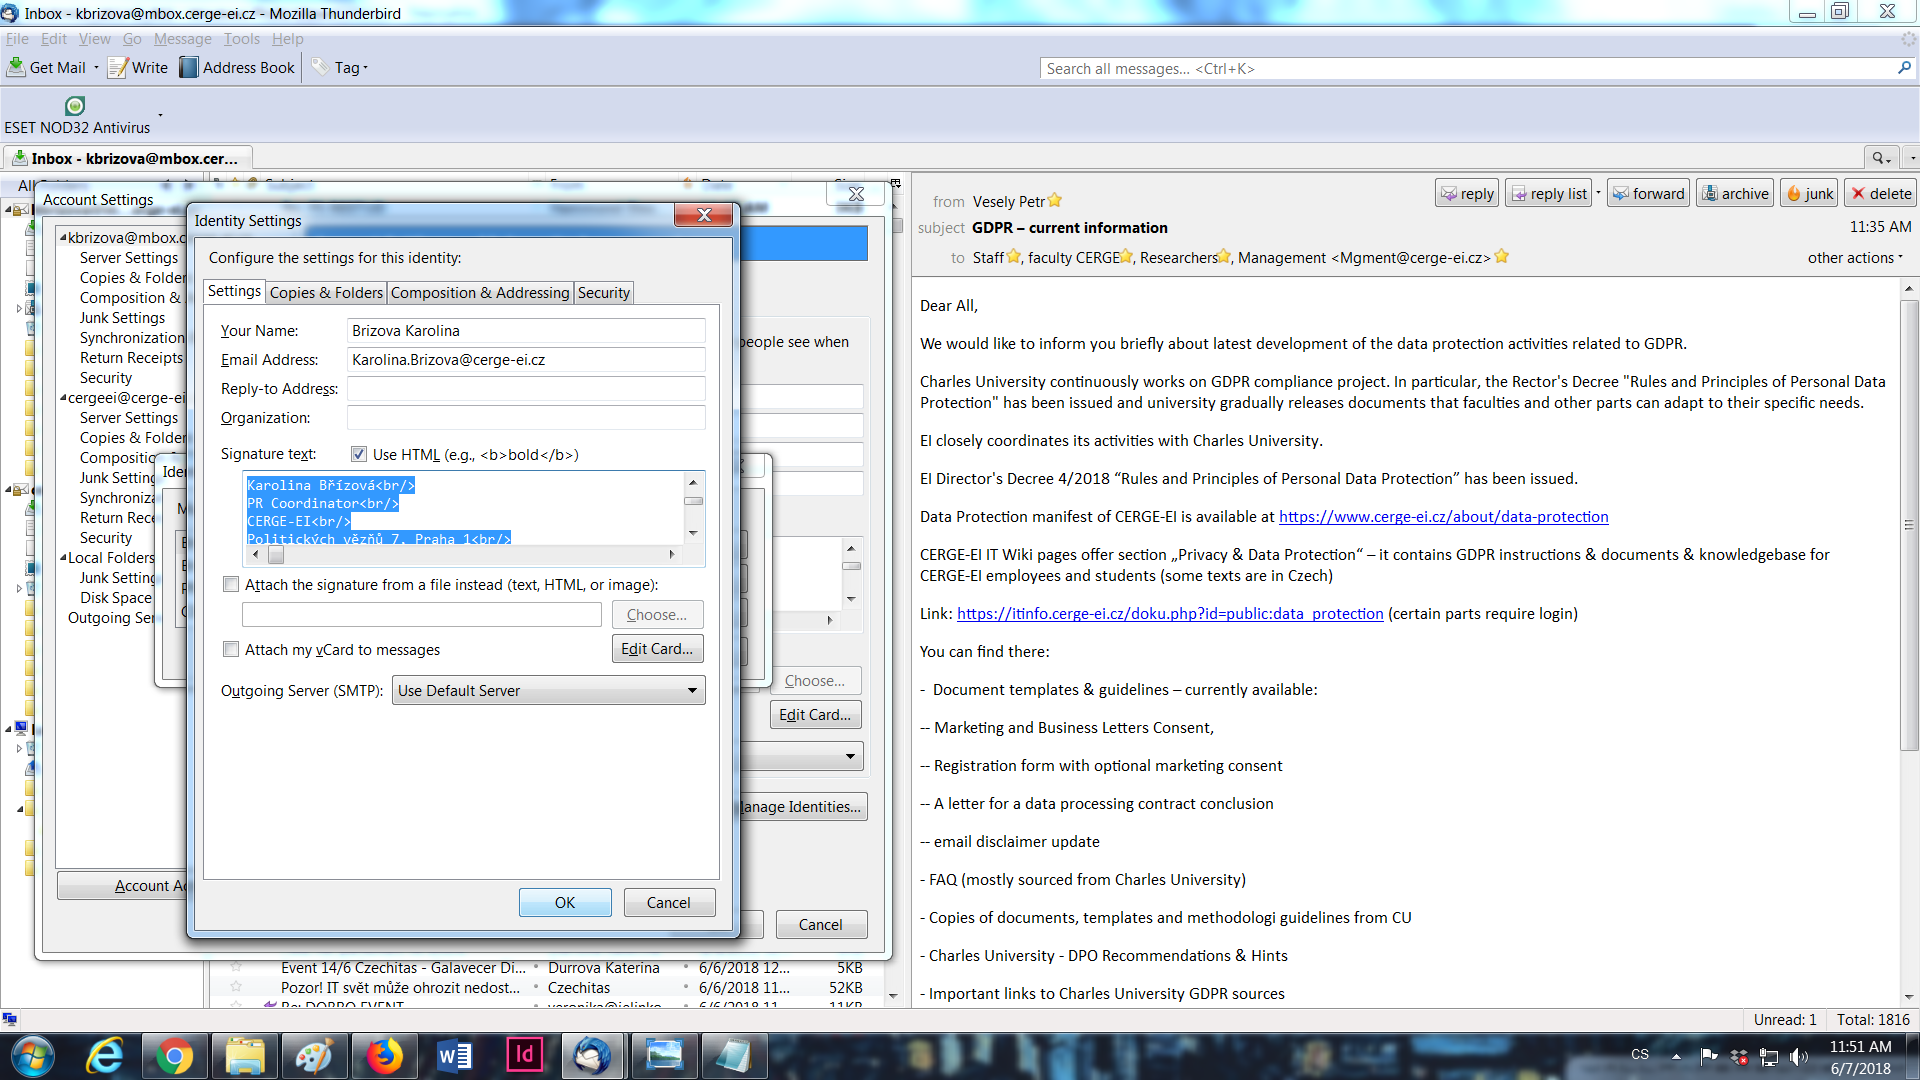 Inbox - kbrizova@mbox.cerge-ei.cz - Mozilla Thunderbird
File Edit View Go Message Tools Help
Get Mail Write Address Book Tag
Search all messages... <Ctrl+K>
ESET NOD32 Antivirus
Inbox - kbrizova@mbox.cer...
Account Settings
kbrizova@mbox.c
Server Settings
Copies & Folder
Composition &
Junk Settings
Synchronization
Return Receipts
Security
cergeei@cerge-ei
Server Settings
Copies & Folder
Compositio
Junk Setting
Synchroniza
Return Rece
Security
Local Folders
Junk Setting
Disk Space
Outgoing Ser
Account Ac
Identity Settings
Configure the settings for this identity:
Settings Copies & Folders Composition & Addressing Security
Your Name: Brizova Karolina
Email Address: Karolina.Brizova@cerge-ei.cz
Reply-to Address:
Organization:
Signature text: Use HTML (e.g., <b>bold</b>)
Karolina Břízová<br/>
PR Coordinator<br/>
CERGE-EI<br/>
Politických vězňů 7, Praha 1<br/>
Attach the signature from a file instead (text, HTML, or image):
Choose...
Attach my vCard to messages
Edit Card...
Outgoing Server (SMTP): Use Default Server
OK Cancel
people see when
Choose...
Edit Card...
anage Identities...
Cancel
Event 14/6 Czechitas - Galavecer Di... Durrova Katerina 6/6/2018 12... 5KB
Pozor! IT svět může ohrozit nedost... Czechitas 6/6/2018 11... 52KB
Re: DOBRO EVENT 6/6/2018 11... 11KB
reply reply list forward archive junk delete
from Vesely Petr
11:35 AM
subject GDPR – current information
to Staff, faculty CERGE, Researchers, Management <Mgment@cerge-ei.cz>
other actions
Dear All,
We would like to inform you briefly about latest development of the data protection activities related to GDPR.
Charles University continuously works on GDPR compliance project. In particular, the Rector's Decree "Rules and Principles of Personal Data
Protection" has been issued and university gradually releases documents that faculties and other parts can adapt to their specific needs.
EI closely coordinates its activities with Charles University.
EI Director's Decree 4/2018 “Rules and Principles of Personal Data Protection” has been issued.
Data Protection manifest of CERGE-EI is available at https://www.cerge-ei.cz/about/data-protection
CERGE-EI IT Wiki pages offer section „Privacy & Data Protection“ – it contains GDPR instructions & documents & knowledgebase for
CERGE-EI employees and students (some texts are in Czech)
Link: https://itinfo.cerge-ei.cz/doku.php?id=public:data_protection (certain parts require login)
You can find there:
- Document templates & guidelines – currently available:
-- Marketing and Business Letters Consent,
-- Registration form with optional marketing consent
-- A letter for a data processing contract conclusion
-- email disclaimer update
- FAQ (mostly sourced from Charles University)
- Copies of documents, templates and methodologi guidelines from CU
- Charles University - DPO Recommendations & Hints
- Important links to Charles University GDPR sources
Unread: 1 Total: 1816
CS
11:51 AM
6/7/2018